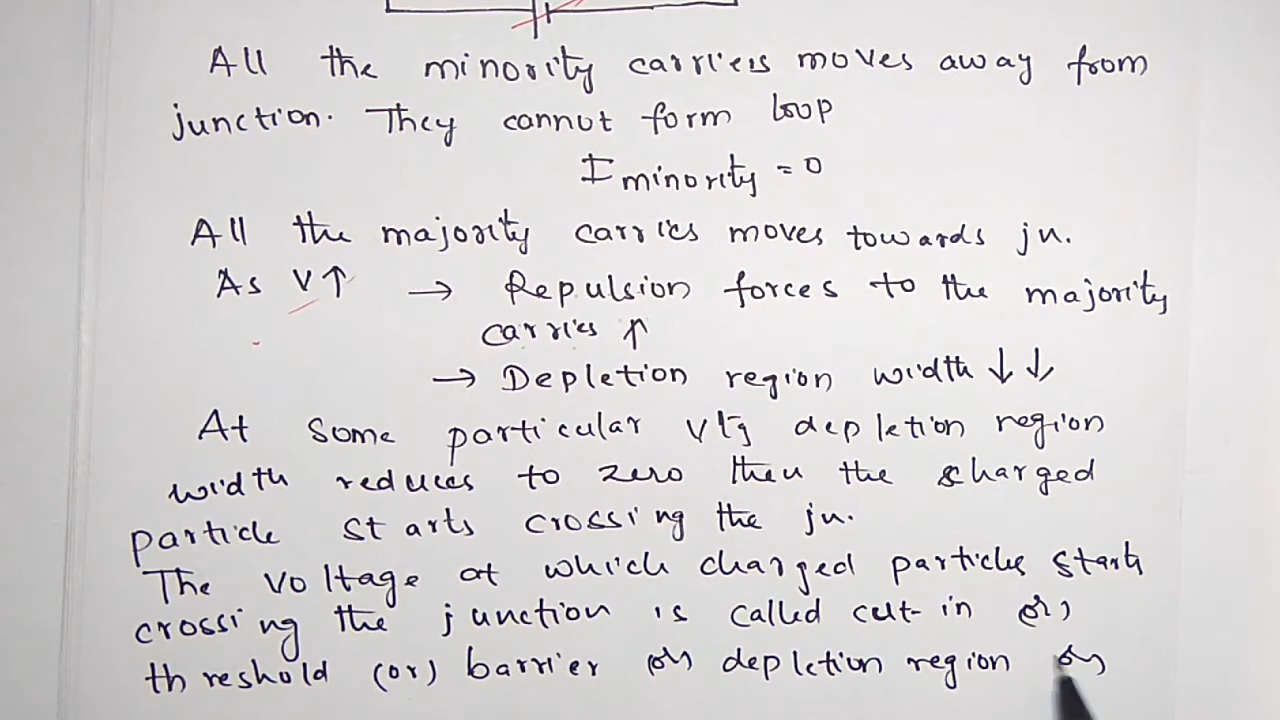 All the minority carriers moves away from
junction. They cannot form loop
I minority = 0
All the majority carries moves towards jn.
As V↑ → Repulsion forces to the majority
carries ↑
→ Depletion region width ↓↓
At some particular Vtg depletion region
width reduces to zero then the charged
particle starts crossing the jn.
The voltage at which charged particles starts
crossing the junction is called cut-in (or)
threshold (or) barrier (or) depletion region (or)